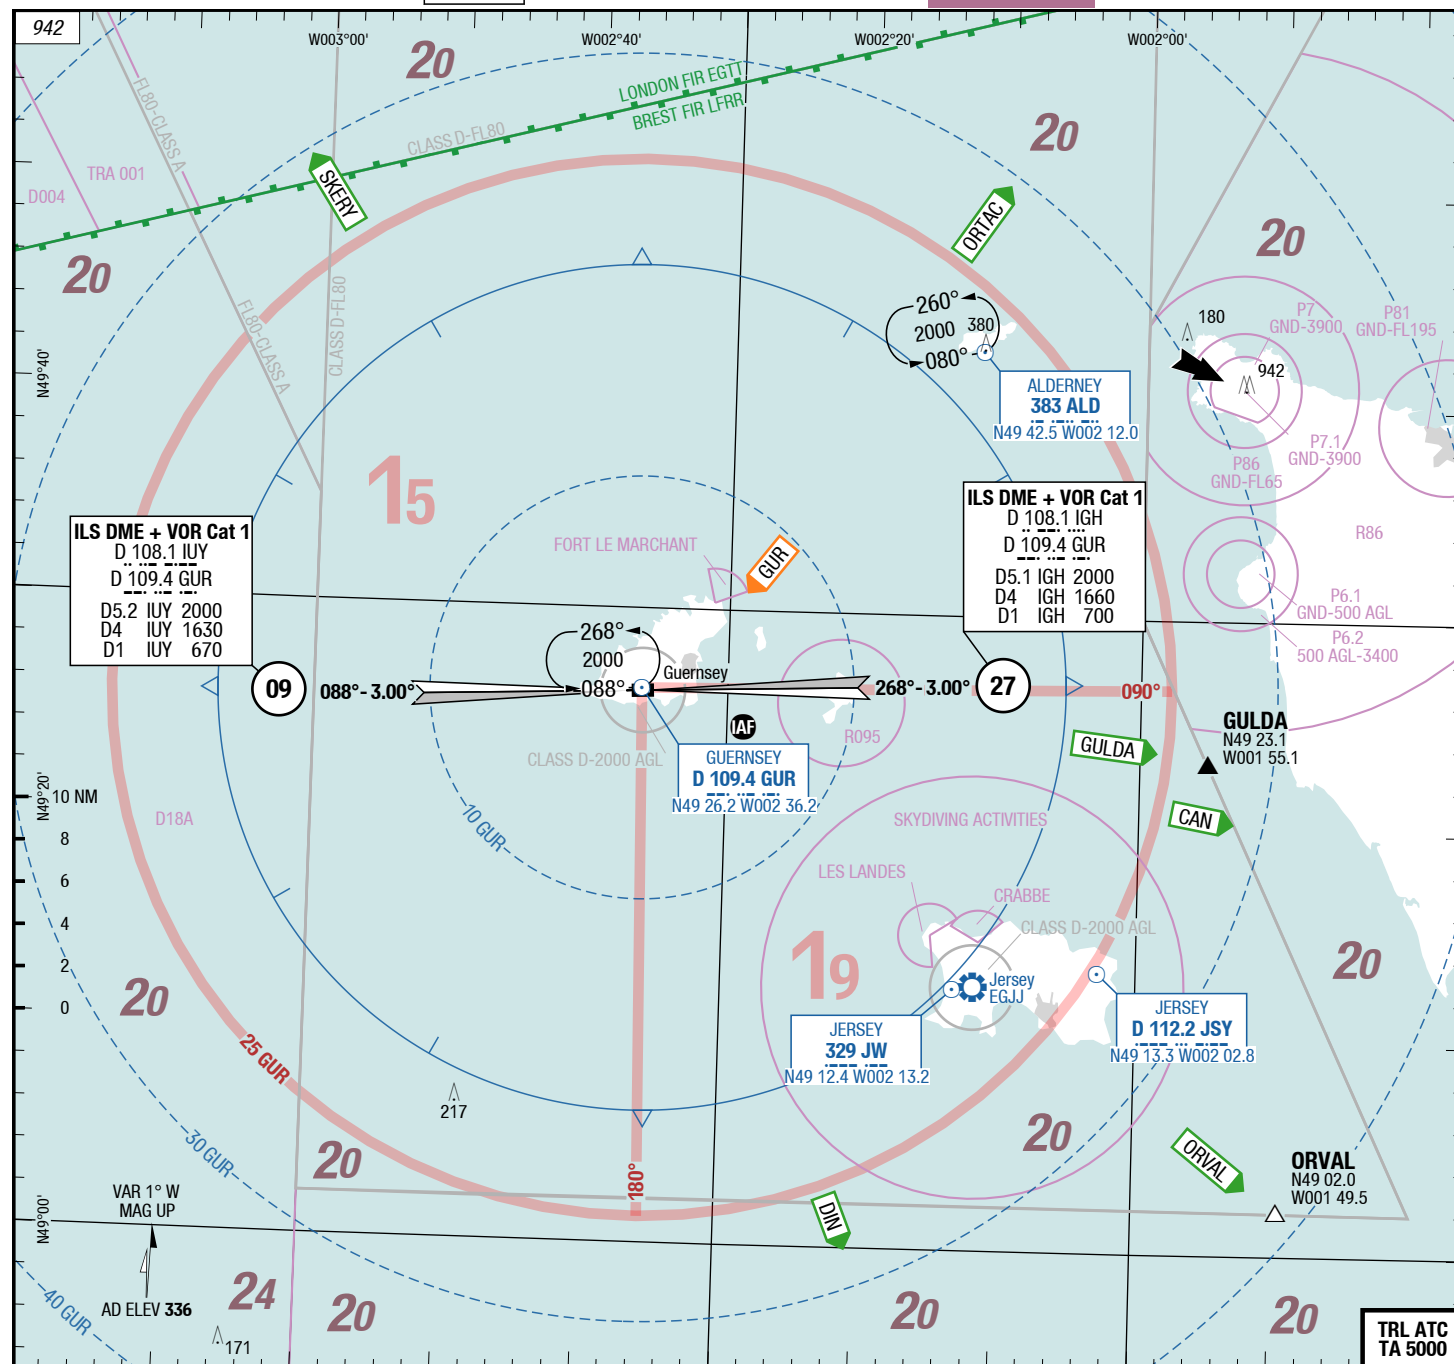 942
W003°00'
W002°40'
W002°20'
W002°00'
20
LONDON FIR EGTT
BREST FIR LFRR
CLASS D-FL80
FL80-CLASS A
TRA 001
D004
SKERY
20
ORTAC
20
20
FL80-CLASS A
CLASS D-FL80
260°
2000
080°
380
ALDERNEY
383 ALD
N49 42.5 W002 12.0
180
P7
GND-3900
P81
GND-FL195
942
P7.1
GND-3900
P86
GND-FL65
R86
P6.1
GND-500 AGL
P6.2
500 AGL-3400
N49°40'
15
ILS DME + VOR Cat 1
D 108.1 IUY
D 109.4 GUR
D5.2 IUY 2000
D4 IUY 1630
D1 IUY 670
09
088°- 3.00°
FORT LE MARCHANT
GUR
ILS DME + VOR Cat 1
D 108.1 IGH
D 109.4 GUR
D5.1 IGH 2000
D4 IGH 1660
D1 IGH 700
268°
2000
088°
Guernsey
268°- 3.00°
27
090°
IAF
R095
CLASS D-2000 AGL
GUERNSEY
D 109.4 GUR
N49 26.2 W002 36.2
GULDA
GULDA
N49 23.1
W001 55.1
CAN
N49°20'
10 NM
8
6
4
2
0
D18A
10 GUR
SKYDIVING ACTIVITIES
LES LANDES
CRABBE
CLASS D-2000 AGL
19
Jersey
EGJJ
JERSEY
329 JW
N49 12.4 W002 13.2
JERSEY
D 112.2 JSY
N49 13.3 W002 02.8
20
20
25 GUR
217
30 GUR
20
180°
20
DIN
ORVAL
ORVAL
N49 02.0
W001 49.5
N49°00'
VAR 1° W
MAG UP
AD ELEV 336
40 GUR
24
171
20
20
20
TRL ATC
TA 5000